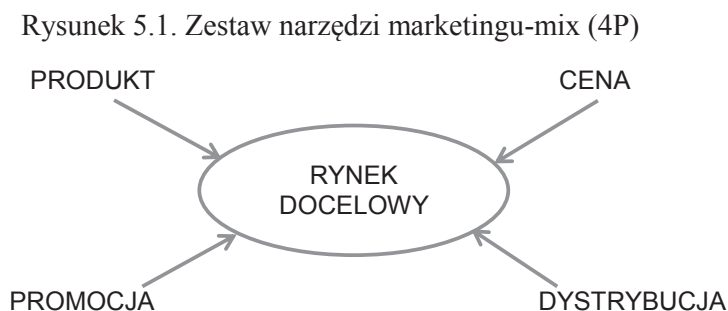 Rysunek 5.1. Zestaw narzędzi marketingu-mix (4P)
PRODUKT
CENA
RYNEK
DOCELOWY
PROMOCJA
DYSTRYBUCJA